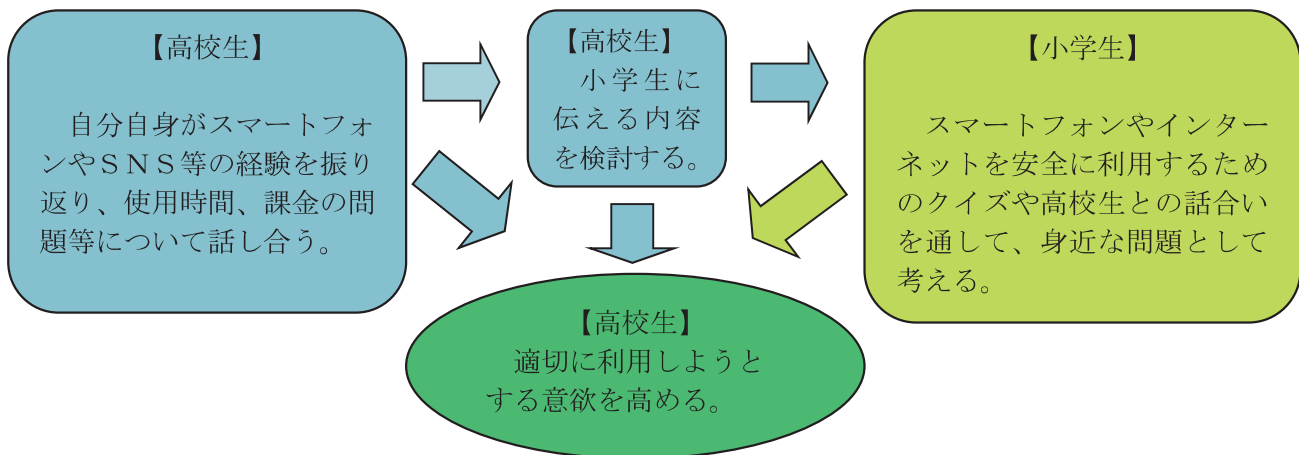 【高校生】
自分自身がスマートフォ
ンやＳＮＳ等の経験を振り
返り、使用時間、課金の問
題等について話し合う。
【高校生】
小学生に
伝える内容
を検討する。
【小学生】
スマートフォンやインター
ネットを安全に利用するため
のクイズや高校生との話合い
を通して、身近な問題として
考える。
【高校生】
適切に利用しようと
する意欲を高める。